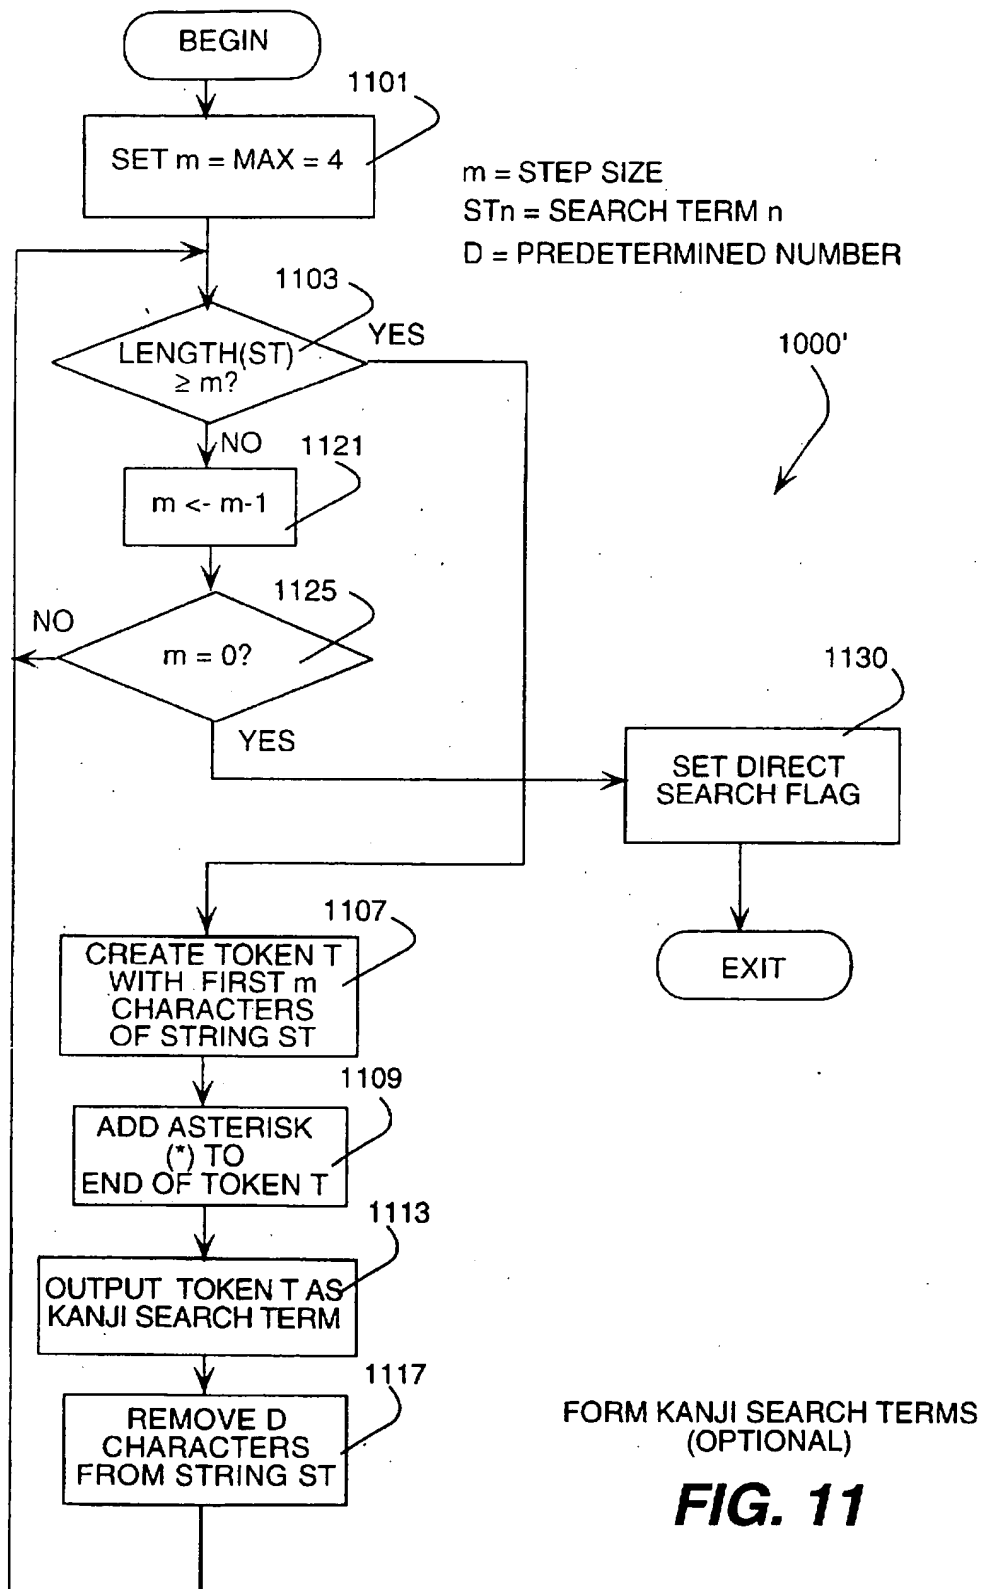 BEGIN
1101
SET m = MAX = 4
m = STEP SIZE
STn = SEARCH TERM n
D = PREDETERMINED NUMBER
1103
LENGTH(ST)
≥ m?
YES
1000'
NO
1121
m <- m-1
1125
NO
m = 0?
YES
1130
SET DIRECT
SEARCH FLAG
1107
CREATE TOKEN T
WITH FIRST m
CHARACTERS
OF STRING ST
EXIT
1109
ADD ASTERISK
(*) TO
END OF TOKEN T
1113
OUTPUT TOKEN T AS
KANJI SEARCH TERM
1117
REMOVE D
CHARACTERS
FROM STRING ST
FORM KANJI SEARCH TERMS
(OPTIONAL)
FIG. 11